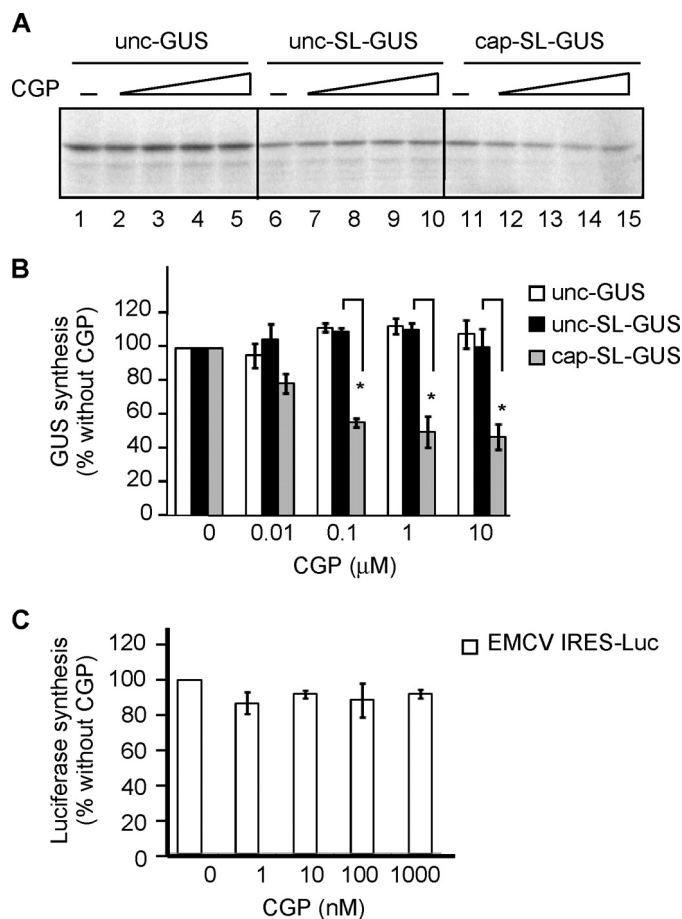 A
unc-GUS unc-SL-GUS cap-SL-GUS
CGP – – –
1 2 3 4 5 6 7 8 9 10 11 12 13 14 15
B
GUS synthesis
(% without CGP)
120
100
80
60
40
20
0
* * *
unc-GUS
unc-SL-GUS
cap-SL-GUS
0 0.01 0.1 1 10
CGP (μM)
C
Luciferase synthesis
(% without CGP)
120
100
80
60
40
20
0
EMCV IRES-Luc
0 1 10 100 1000
CGP (nM)